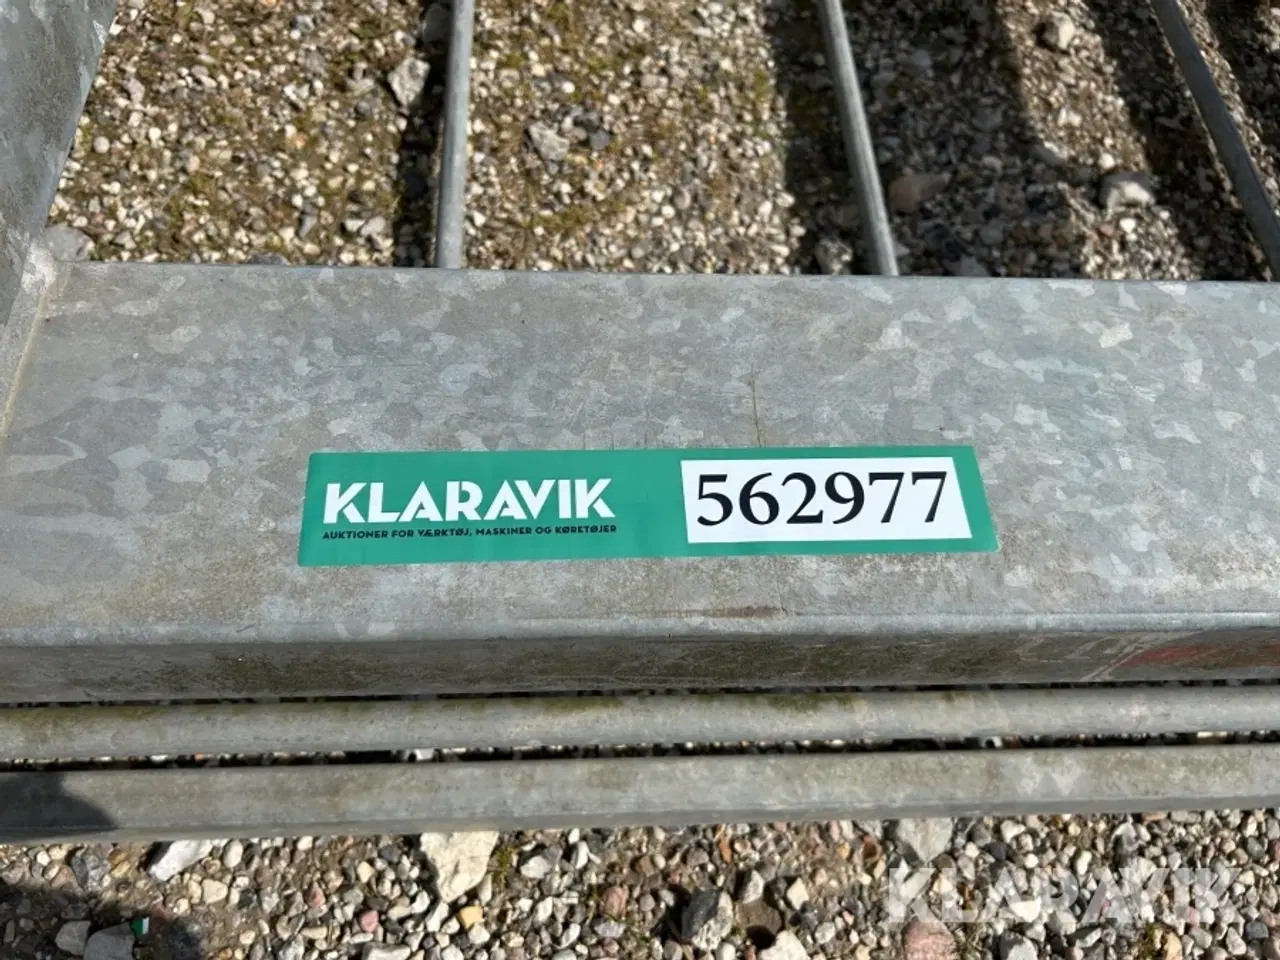 KLARAVIK
AUKTIONER FOR VÆRKTØJ, MASKINER OG KØRETØJER
562977
KLARAVIK